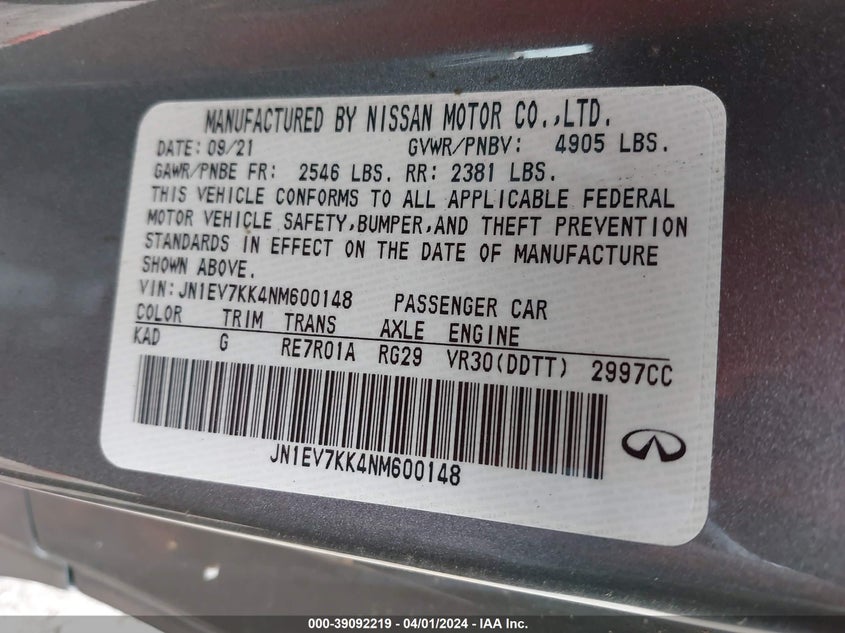 MANUFACTURED BY NISSAN MOTOR CO.,LTD.
DATE: 09/21 GVWR/PNBV: 4905 LBS.
GAWR/PNBE FR: 2546 LBS. RR: 2381 LBS.
THIS VEHICLE CONFORMS TO ALL APPLICABLE FEDERAL
MOTOR VEHICLE SAFETY,BUMPER,AND THEFT PREVENTION
STANDARDS IN EFFECT ON THE DATE OF MANUFACTURE
SHOWN ABOVE.
VIN:JN1EV7KK4NM600148 PASSENGER CAR
COLOR TRIM TRANS AXLE ENGINE
KAD G RE7R01A RG29 VR30(DDTT) 2997CC
JN1EV7KK4NM600148
000-39092219 - 04/01/2024 - IAA Inc.